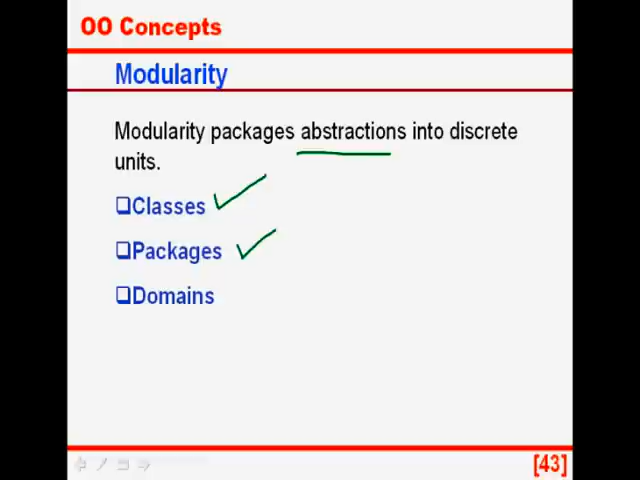 OO Concepts
Modularity
Modularity packages abstractions into discrete
units.
Classes
Packages
Domains
[43]